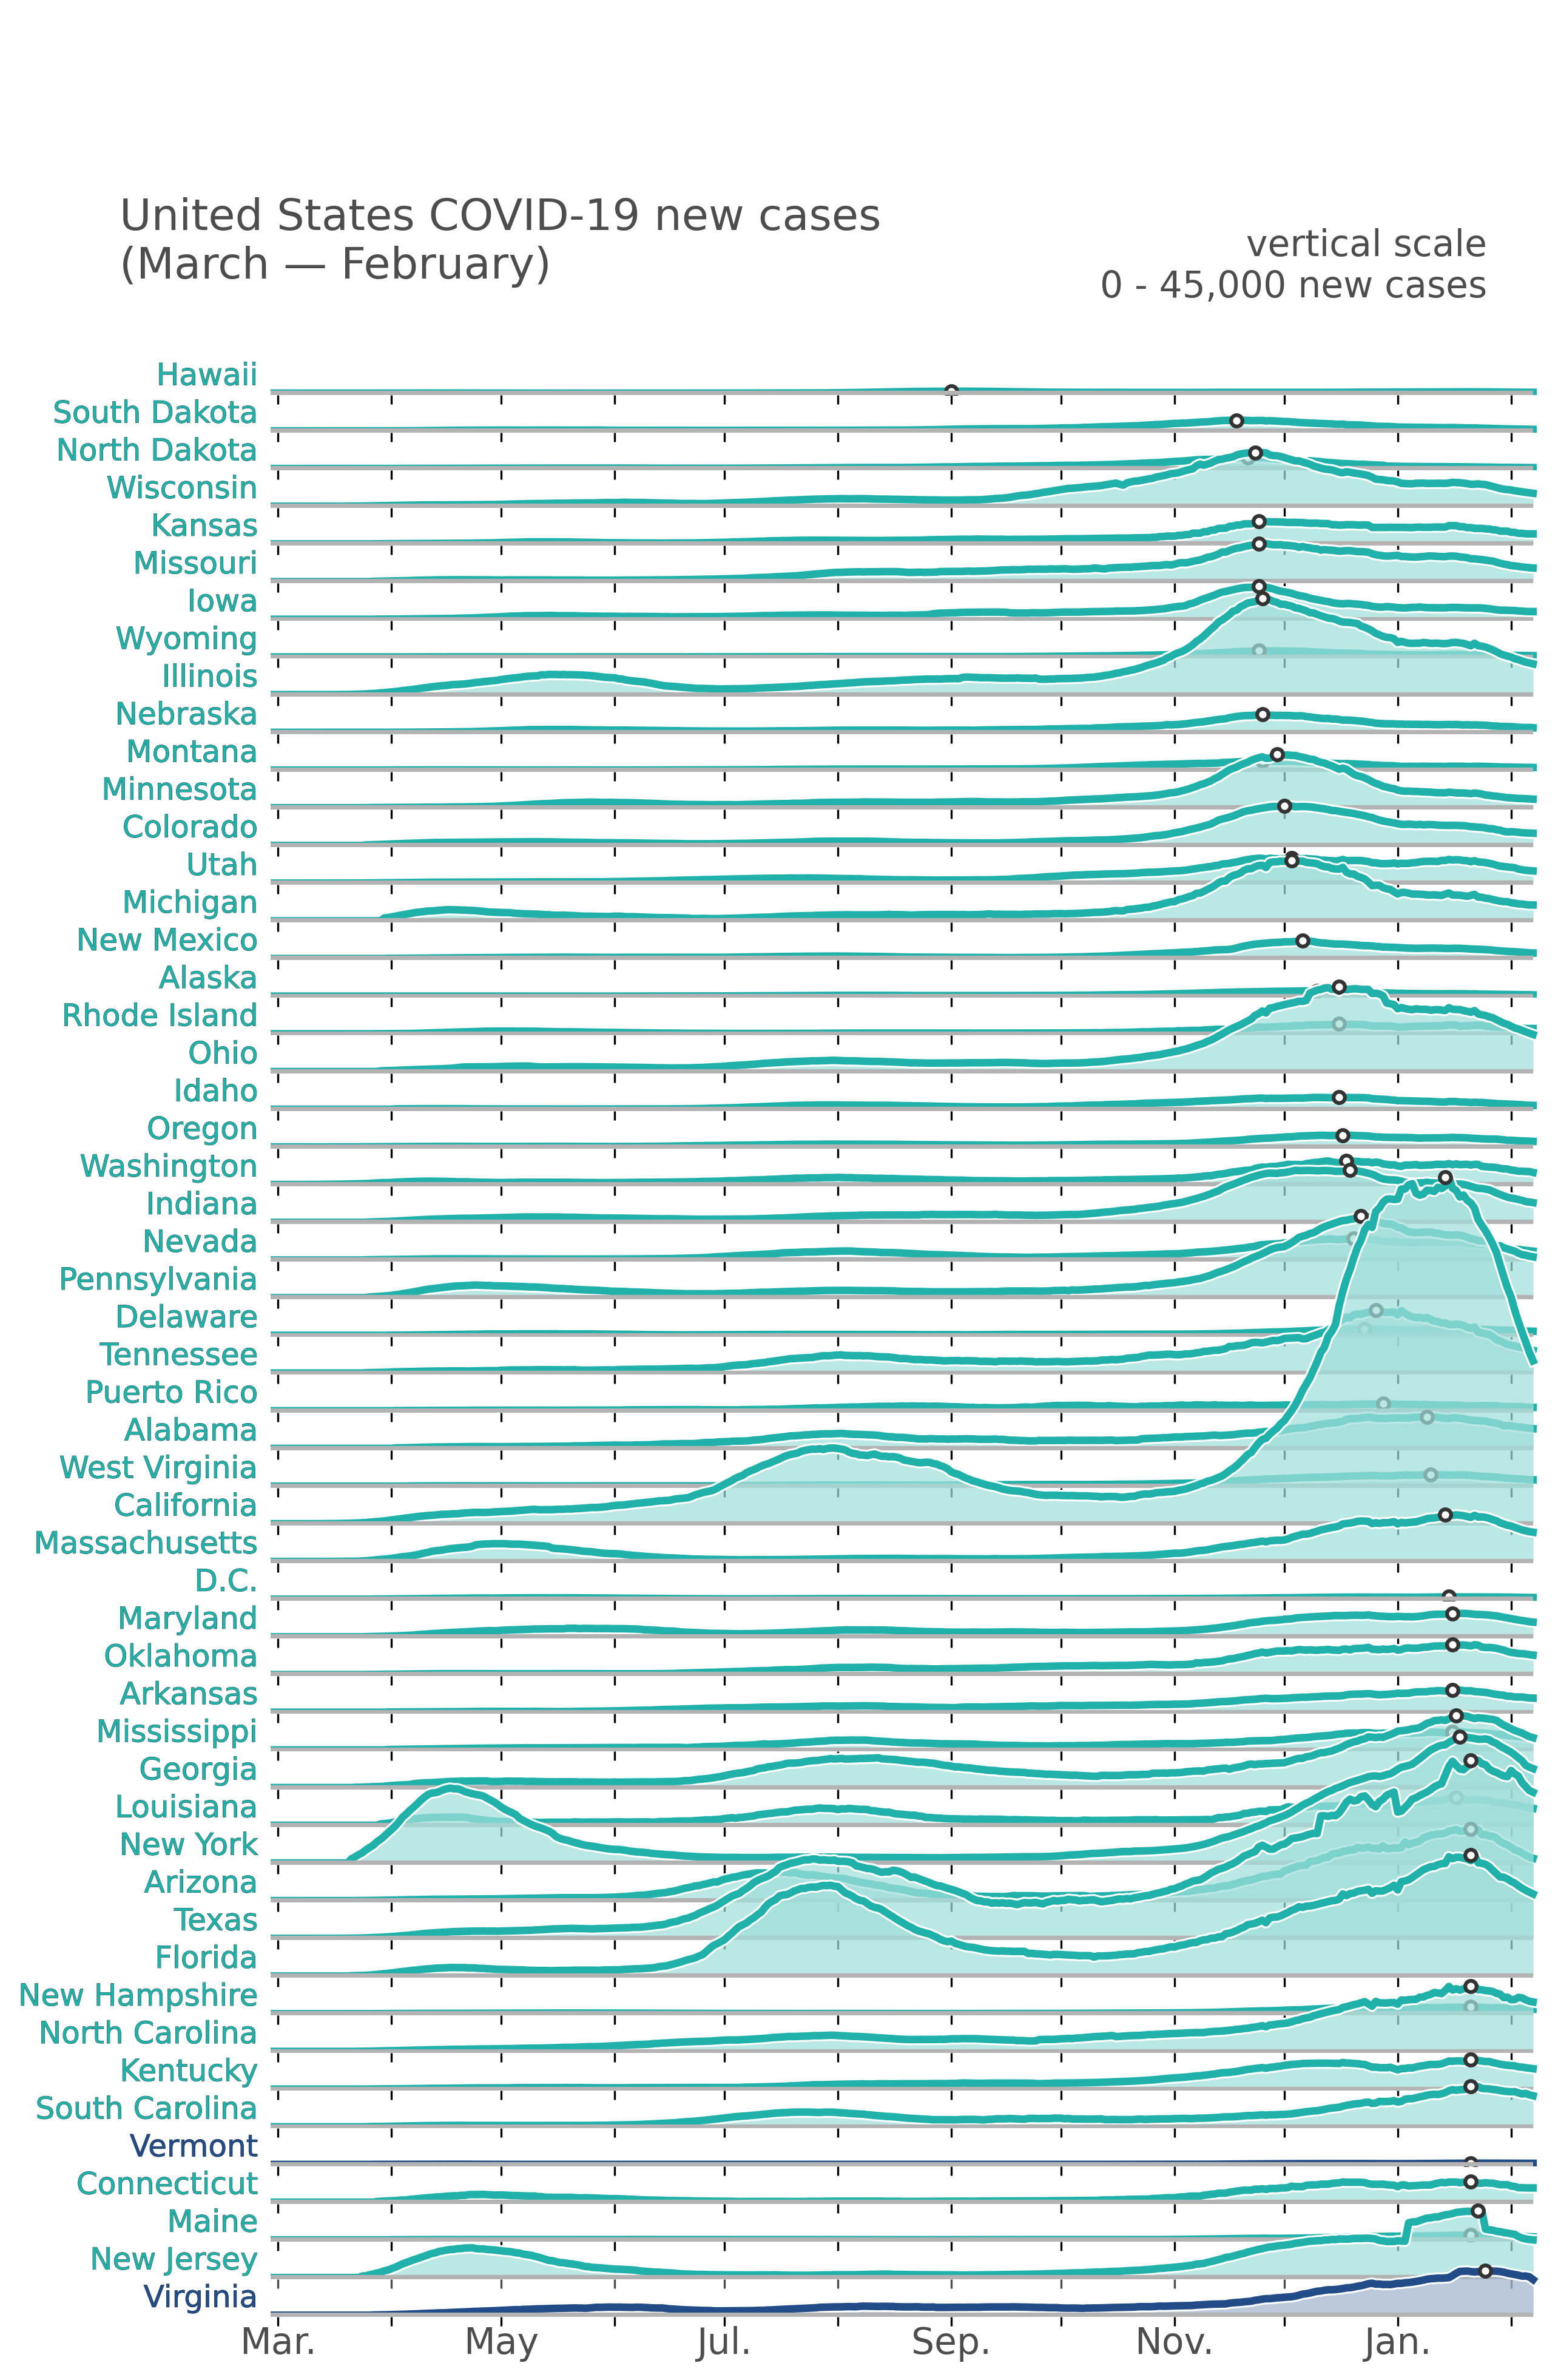 United States COVID-19 new cases
(March — February)
vertical scale
0 - 45,000 new cases
Hawaii
South Dakota
North Dakota
Wisconsin
Kansas
Missouri
Iowa
Wyoming
Illinois
Nebraska
Montana
Minnesota
Colorado
Utah
Michigan
New Mexico
Alaska
Rhode Island
Ohio
Idaho
Oregon
Washington
Indiana
Nevada
Pennsylvania
Delaware
Tennessee
Puerto Rico
Alabama
West Virginia
California
Massachusetts
D.C.
Maryland
Oklahoma
Arkansas
Mississippi
Georgia
Louisiana
New York
Arizona
Texas
Florida
New Hampshire
North Carolina
Kentucky
South Carolina
Vermont
Connecticut
Maine
New Jersey
Virginia
Mar. May Jul. Sep. Nov. Jan.